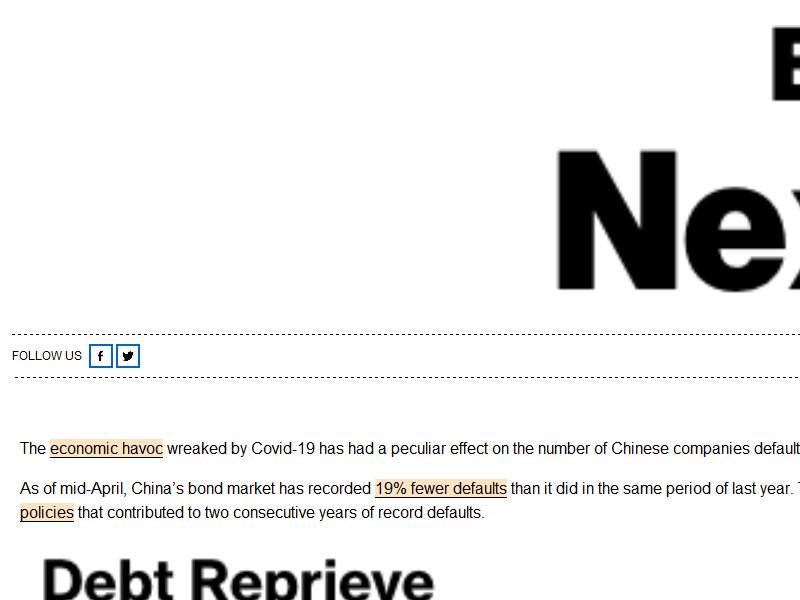 Ne
FOLLOW US
The economic havoc wreaked by Covid-19 has had a peculiar effect on the number of Chinese companies default
As of mid-April, China’s bond market has recorded 19% fewer defaults than it did in the same period of last year.
policies that contributed to two consecutive years of record defaults.
Debt Reprieve